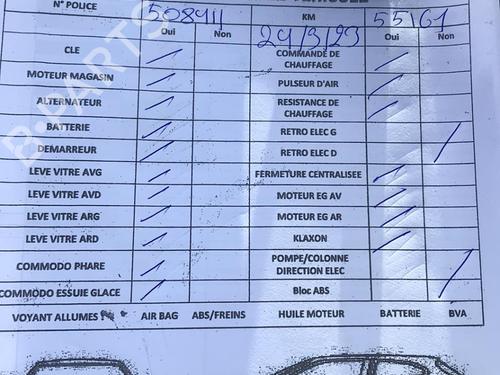 N° POLICE 508911 KM 55161
Oui Non 24/3/23 Oui Non
CLE COMMANDE DE CHAUFFAGE
MOTEUR MAGASIN PULSEUR D'AIR
ALTERNATEUR RESISTANCE DE CHAUFFAGE
BATTERIE RETRO ELEC G
DEMARREUR RETRO ELEC D
LEVE VITRE AVG FERMETURE CENTRALISEE
LEVE VITRE AVD MOTEUR EG AV
LEVE VITRE ARG MOTEUR EG AR
LEVE VITRE ARD KLAXON
COMMODO PHARE POMPE/COLONNE DIRECTION ELEC
COMMODO ESSUIE GLACE Bloc ABS
VOYANT ALLUMES AIR BAG ABS/FREINS HUILE MOTEUR BATTERIE BVA
B-PARTS